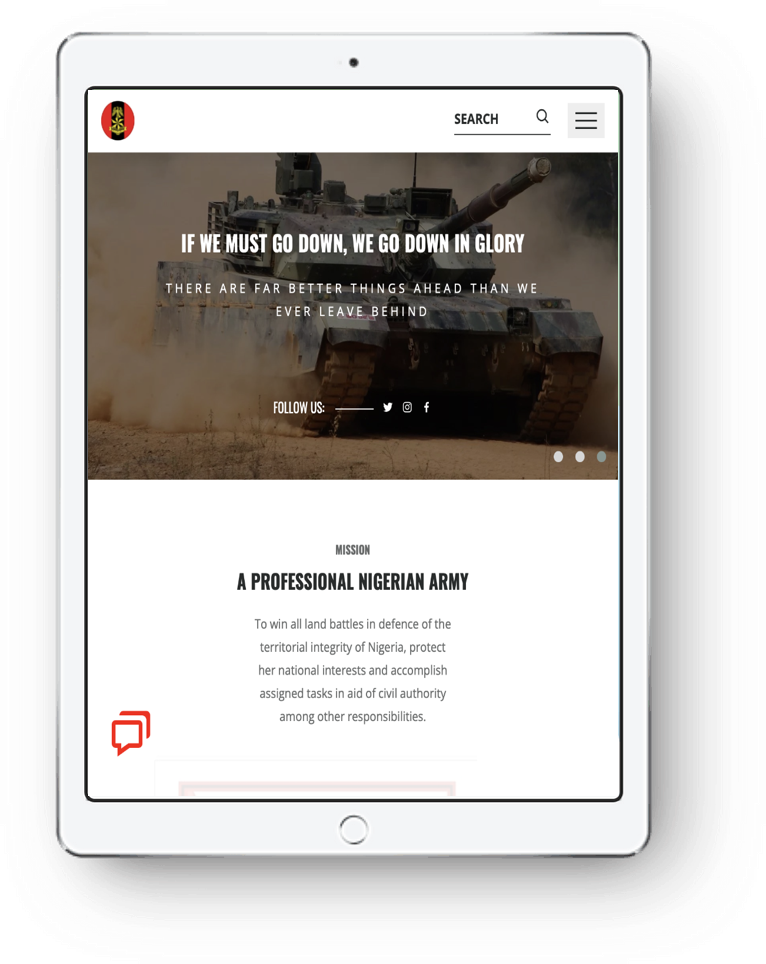 SEARCH
IF WE MUST GO DOWN, WE GO DOWN IN GLORY
THERE ARE FAR BETTER THINGS AHEAD THAN WE
EVER LEAVE BEHIND
FOLLOW US:
MISSION
A PROFESSIONAL NIGERIAN ARMY
To win all land battles in defence of the
territorial integrity of Nigeria, protect
her national interests and accomplish
assigned tasks in aid of civil authority
among other responsibilities.